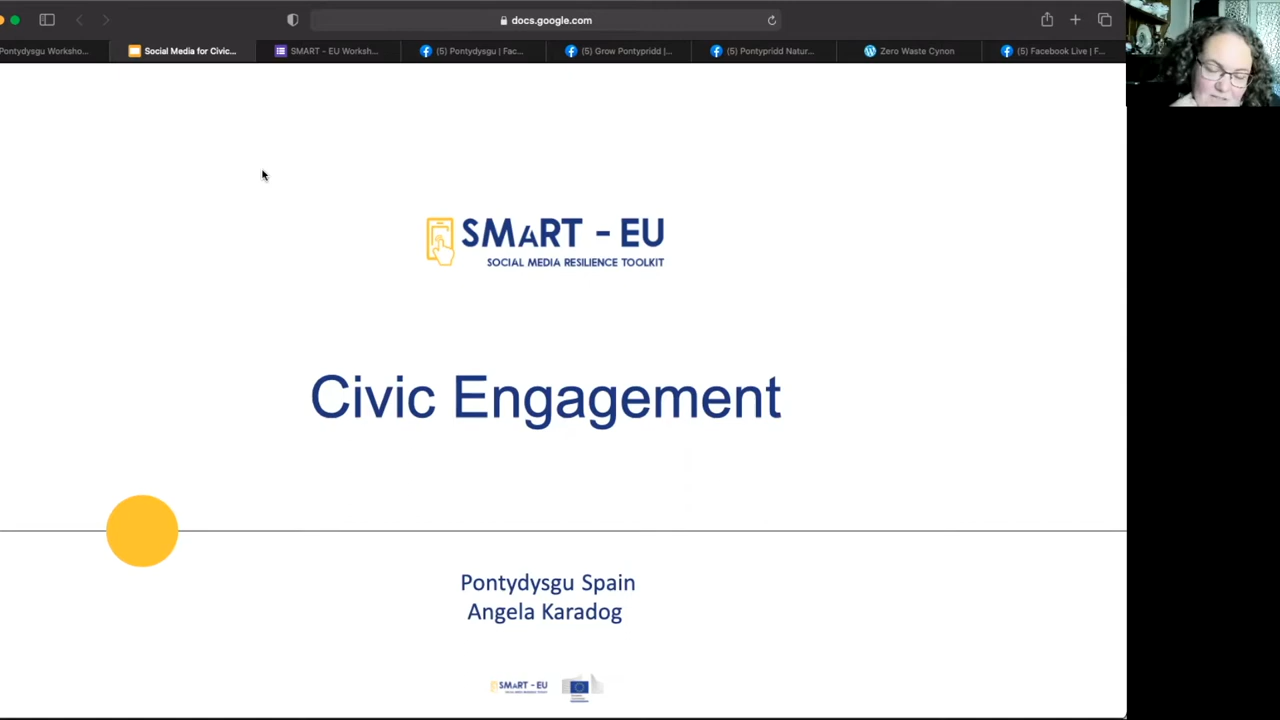 docs.google.com
Pontydysgu Worksho...
Social Media for Civic...
SMART - EU Worksh...
(5) Pontydysgu | Fac...
(5) Grow Pontypridd |...
(5) Pontypridd Natur...
Zero Waste Cynon
(5) Facebook Live | F...
SMART - EU
SOCIAL MEDIA RESILIENCE TOOLKIT
Civic Engagement
Pontydysgu Spain
Angela Karadog
SMART - EU